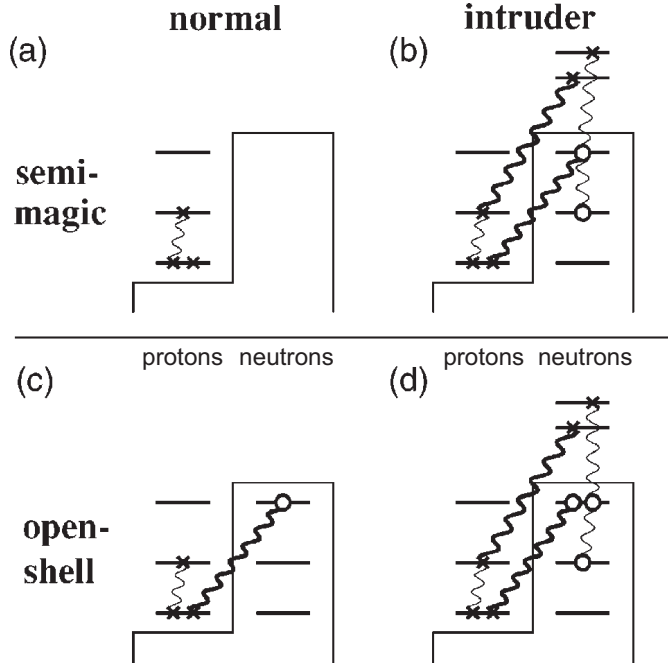 normal
intruder
(a)
(b)
semi-
magic
protons
neutrons
protons
neutrons
(c)
(d)
open-
shell